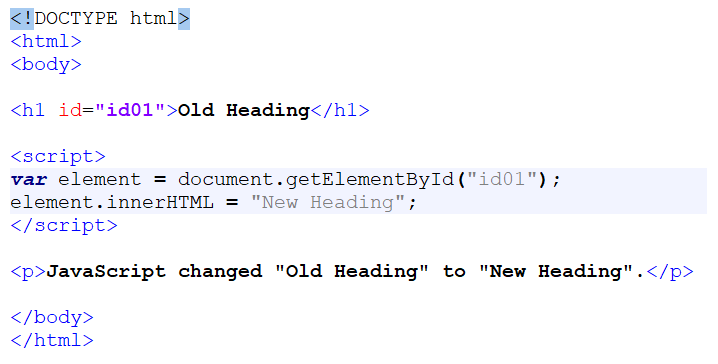 <!DOCTYPE html>
<html>
<body>
<h1 id="id01">Old Heading</h1>
<script>
var element = document.getElementById("id01");
element.innerHTML = "New Heading";
</script>
<p>JavaScript changed "Old Heading" to "New Heading".</p>
</body>
</html>